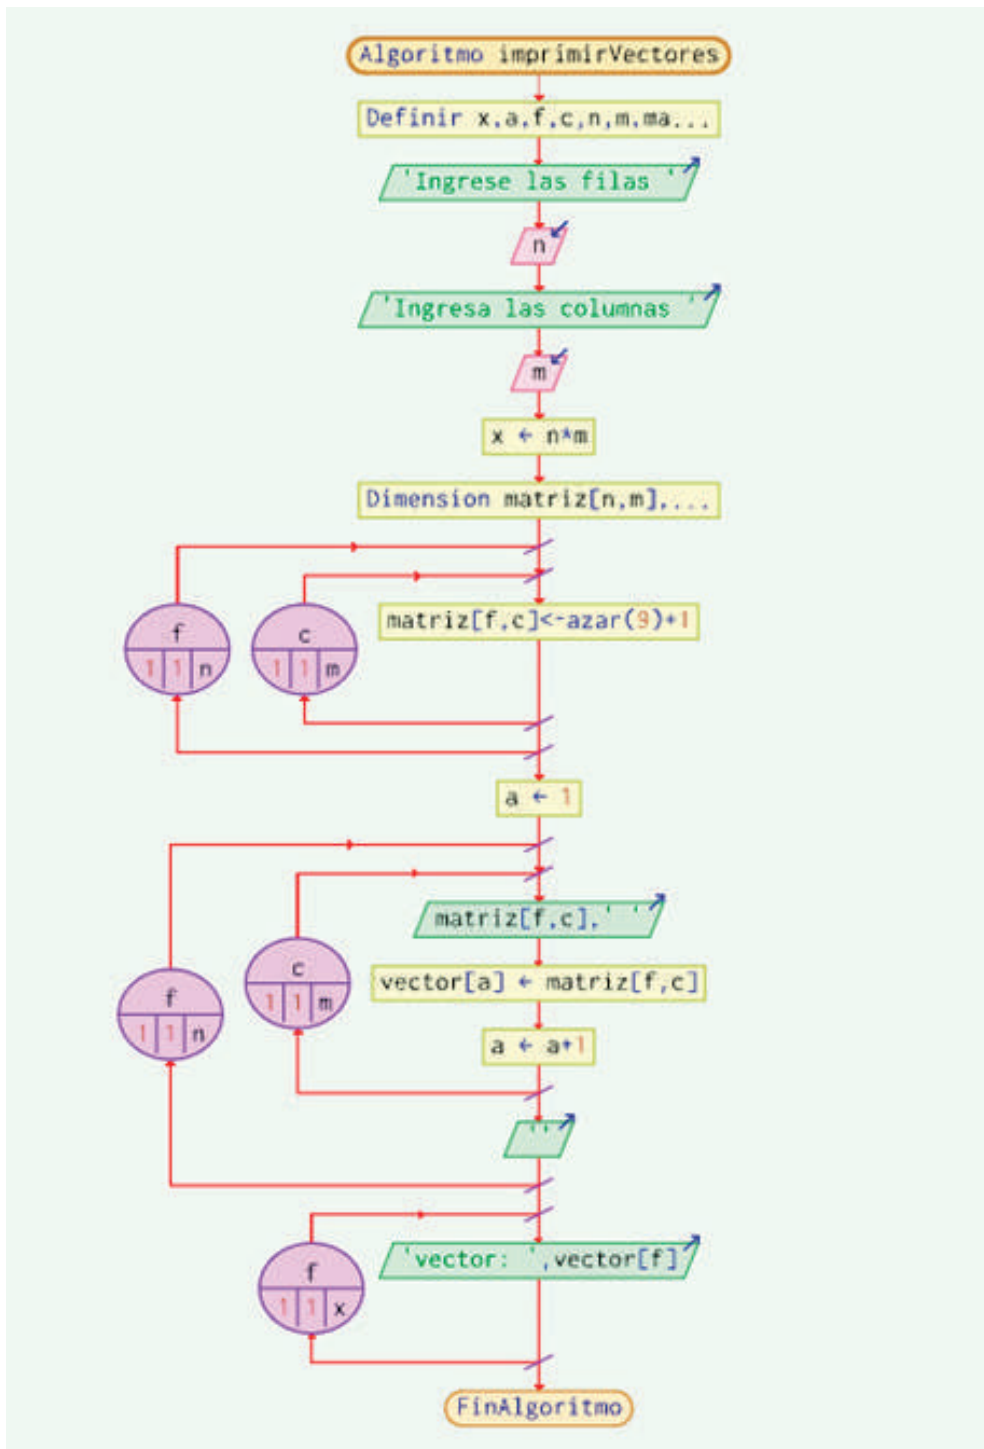 Algoritmo imprimirVectores
Definir x,a,f,c,n,m,ma...
'Ingrese las filas '
n
'Ingresa las columnas '
m
x ← n*m
Dimension matriz[n,m],...
f
1 1 n
c
1 1 m
matriz[f,c]<-azar(9)+1
a ← 1
matriz[f,c],' '
c
1 1 m
vector[a] ← matriz[f,c]
f
1 1 n
a ← a+1
''
'vector: ',vector[f]
f
1 1 x
FinAlgoritmo